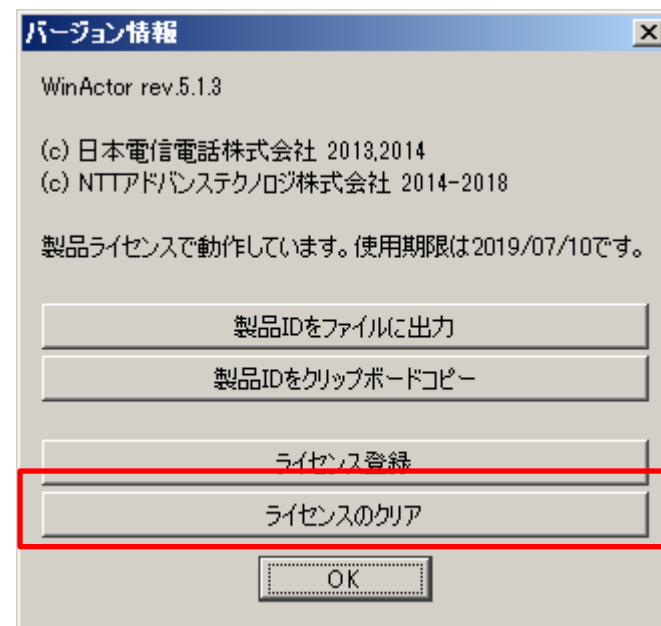 バージョン情報
WinActor rev.5.1.3
(c) 日本電信電話株式会社 2013,2014
(c) NTTアドバンステクノロジ株式会社 2014-2018
製品ライセンスで動作しています。使用期限は2019/07/10です。
製品IDをファイルに出力
製品IDをクリップボードコピー
ライセンス登録
ライセンスのクリア
OK